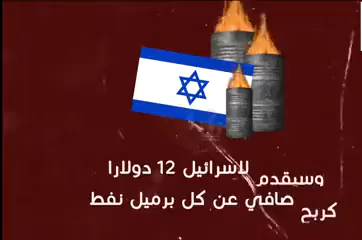 وسيقدم لاسرائيل 12 دولارا
كربح صافي عن كل برميل نفط